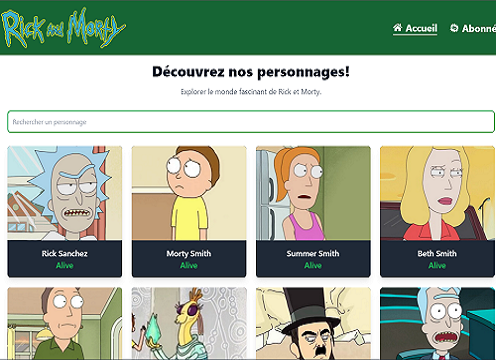 Rick and Morty
Accueil
Abonné
Découvrez nos personnages!
Explorer le monde fascinant de Rick et Morty.
Rechercher un personnage
Rick Sanchez
Morty Smith
Summer Smith
Beth Smith
Alive
Alive
Alive
Alive